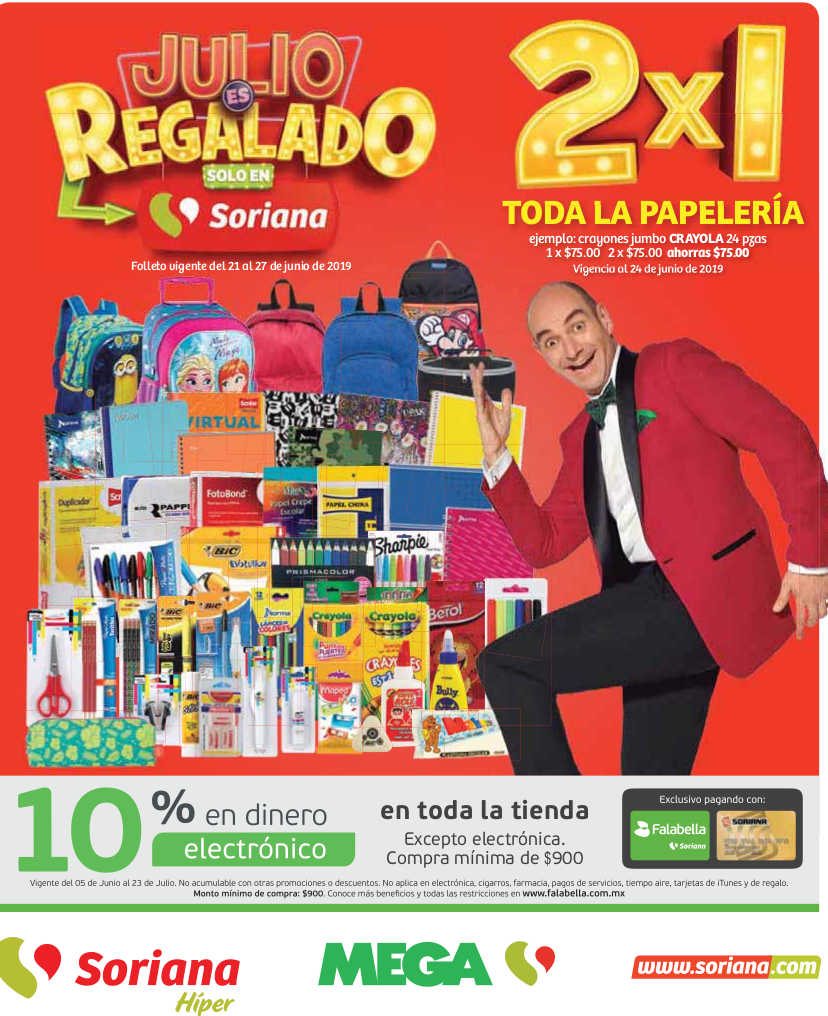 JULIO
ES
REGALADO
SOLO EN
Soriana
Folleto vigente del 21 al 27 de junio de 2019
2x1
TODA LA PAPELERÍA
ejemplo: crayones jumbo CRAYOLA 24 pzas
1 x $75.00 2 x $75.00 ahorras $75.00
Vigencia al 24 de junio de 2019
VIRTUAL
Duplicador
FotoBond
Papel Crepe
Escolar
PAPEL CHINA
BIC
Evolution
PRISMACOLOR
Sharpie
BIC
BIC
Norma
COLORES
Crayola
Crayola
CRAYONES
Berol
Maped
Bully
10% en dinero
electrónico
en toda la tienda
Excepto electrónica.
Compra mínima de $900
Exclusivo pagando con:
Falabella
Soriana
SORIANA
Vigente del 05 de Junio al 23 de Julio. No acumulable con otras promociones o descuentos. No aplica en electrónica, cigarros, farmacia, pagos de servicios, tiempo aire, tarjetas de iTunes y de regalo.
Monto mínimo de compra: $900. Conoce más beneficios y todas las restricciones en www.falabella.com.mx
Soriana
Híper
MEGA
www.soriana.com